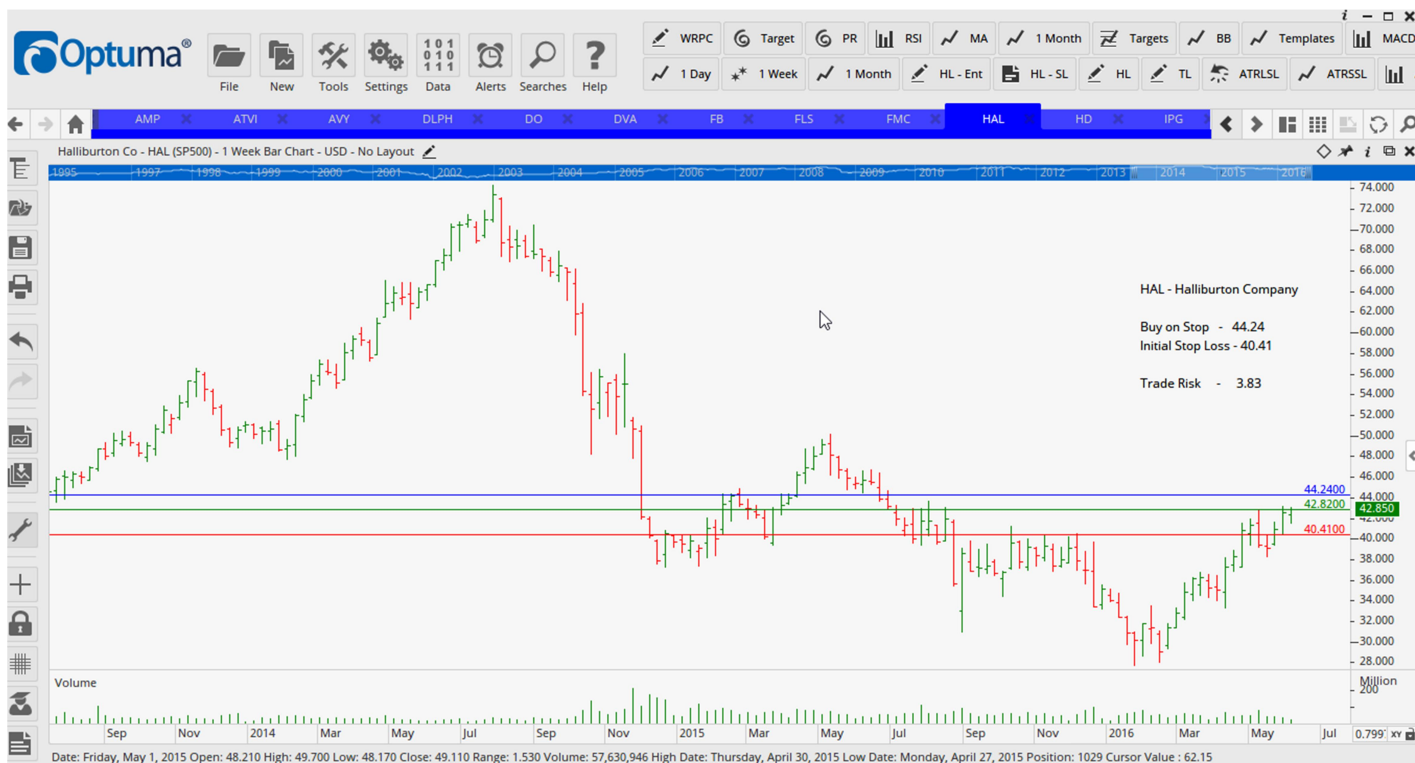 Optuma®
File New Tools Settings Data Alerts Searches Help
WRPC Target PR RSI MA 1 Month Targets BB Templates MACD
1 Day 1 Week 1 Month HL - Ent HL - SL HL TL ATRLSL ATRSSL
AMP ATVI AVY DLPH DO DVA FB FLS FMC HAL HD IPG
Halliburton Co - HAL (SP500) - 1 Week Bar Chart - USD - No Layout
1995 1997 1998 1999 2000 2001 2002 2003 2004 2005 2006 2007 2008 2009 2010 2011 2012 2013 2014 2015 2016
74.000
72.000
70.000
68.000
66.000
HAL - Halliburton Company
64.000
62.000
Buy on Stop - 44.24
60.000
Initial Stop Loss - 40.41
58.000
56.000
Trade Risk - 3.83
54.000
52.000
50.000
48.000
46.000
44.2400
44.000
42.8200
42.850
42.000
40.4100
40.000
38.000
36.000
34.000
32.000
30.000
28.000
Volume
Million
200
Sep Nov 2014 Mar May Jul Sep Nov 2015 Mar May Jul Sep Nov 2016 Mar May Jul
XY
Date: Friday, May 1, 2015 Open: 48.210 High: 49.700 Low: 48.170 Close: 49.110 Range: 1.530 Volume: 57,630,946 High Date: Thursday, April 30, 2015 Low Date: Monday, April 27, 2015 Position: 1029 Cursor Value : 62.15